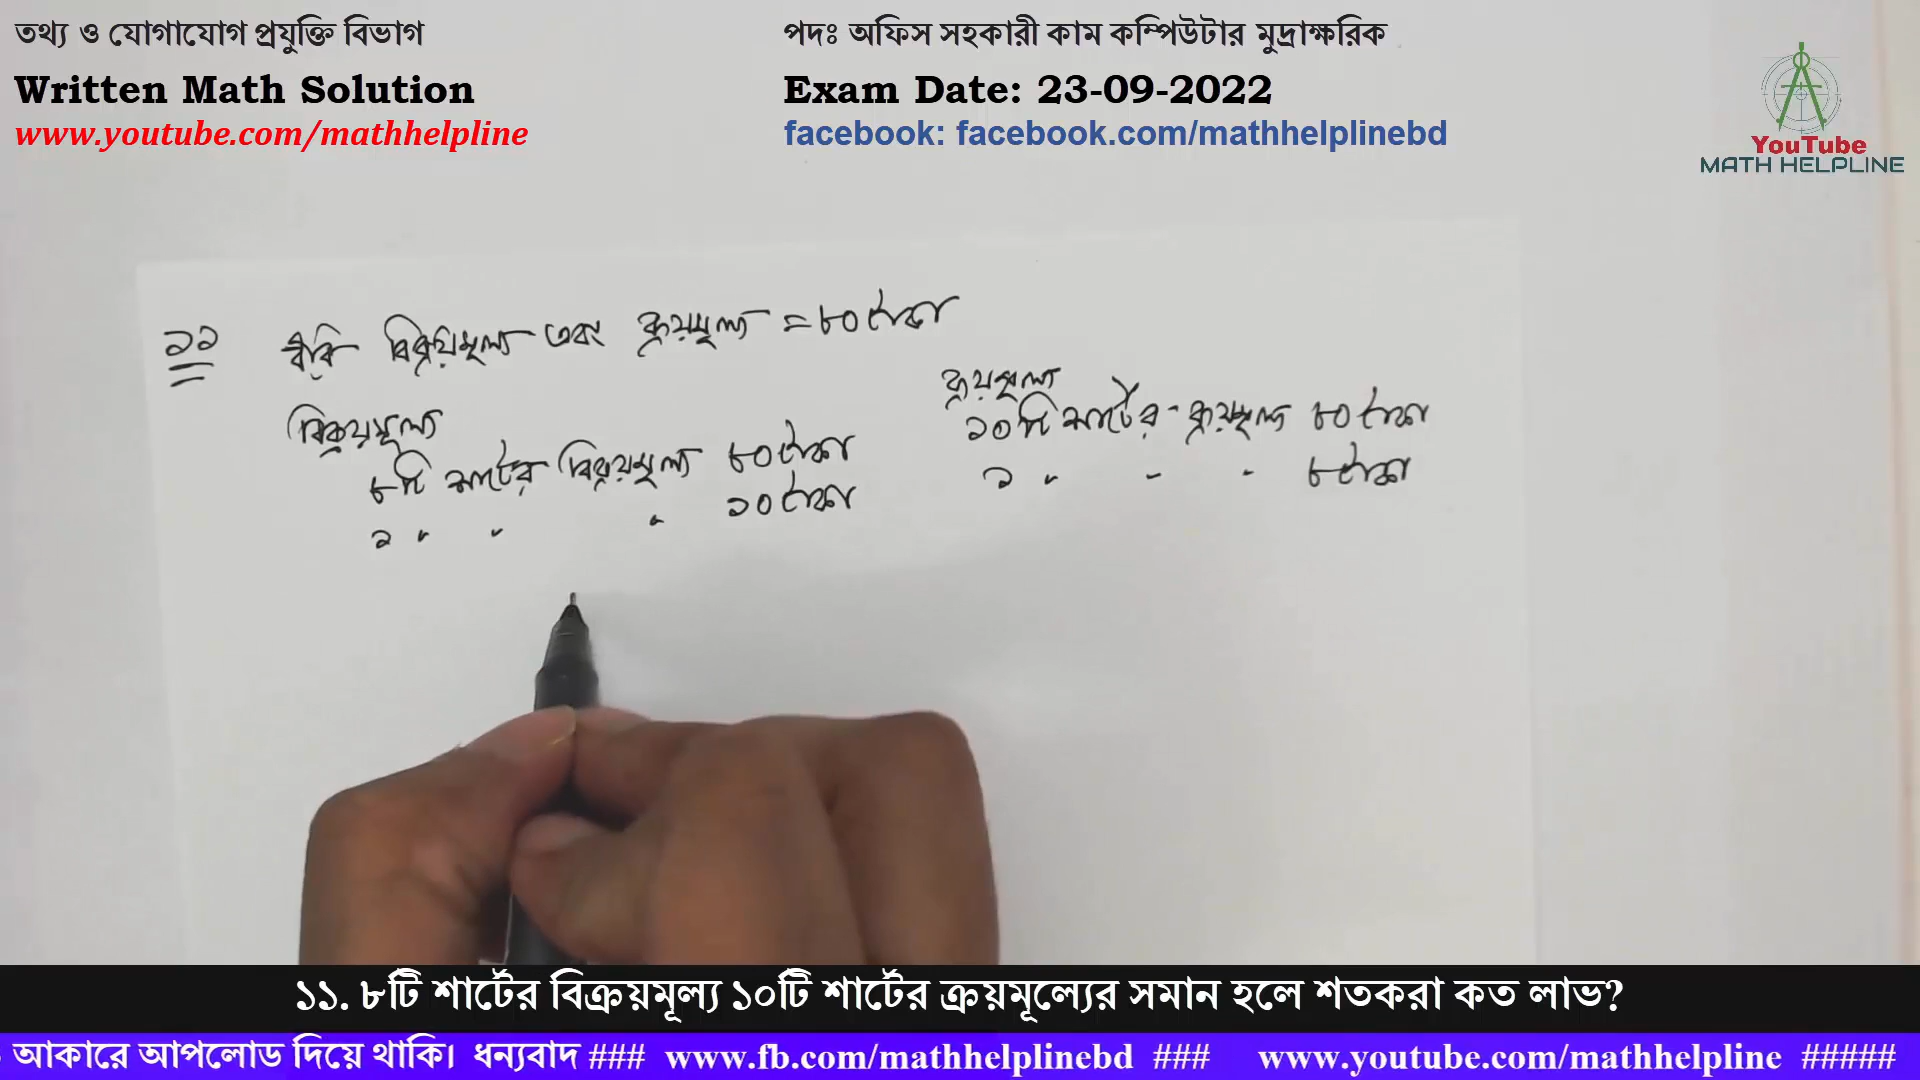 তথ্য ও যোগাযোগ প্রযুক্তি বিভাগ
পদঃ অফিস সহকারী কাম কম্পিউটার মুদ্রাক্ষরিক
Written Math Solution
Exam Date: 23-09-2022
www.youtube.com/mathhelpline
facebook: facebook.com/mathhelplinebd
YouTube
MATH HELPLINE
১১ ধরি বিক্রয়মূল্য এবং ক্রয়মূল্য = ৮০ টাকা
বিক্রয়মূল্য
৮টি শার্টের বিক্রয়মূল্য ৮০ টাকা
১ " " " ১০ টাকা
ক্রয়মূল্য
১০টি শার্টের ক্রয়মূল্য ৮০ টাকা
১ " " " ৮ টাকা
১১. ৮টি শার্টের বিক্রয়মূল্য ১০টি শার্টের ক্রয়মূল্যের সমান হলে শতকরা কত লাভ?
আকারে আপলোড দিয়ে থাকি। ধন্যবাদ ### www.fb.com/mathhelplinebd ### www.youtube.com/mathhelpline #####